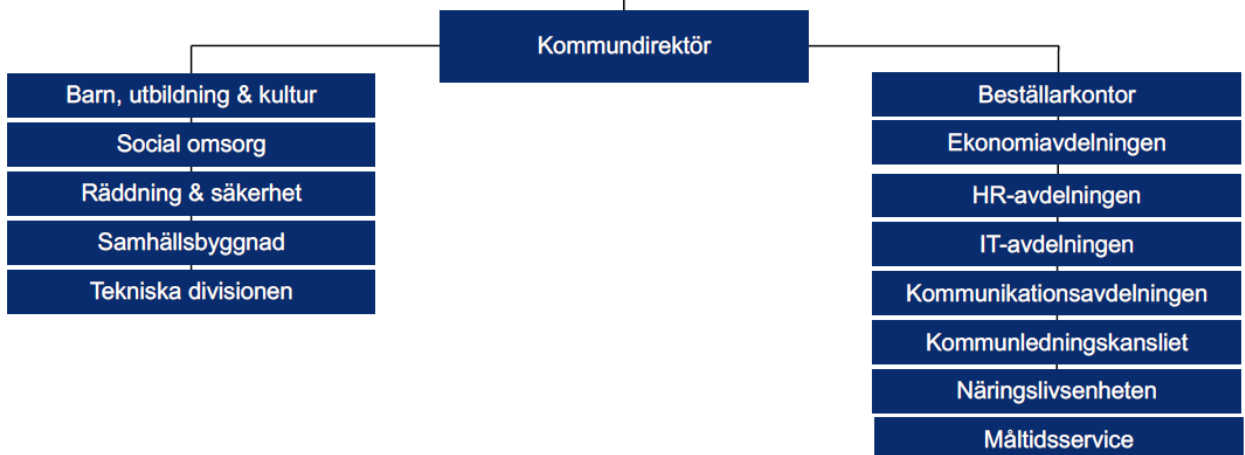 Kommundirektör
Barn, utbildning & kultur
Social omsorg
Räddning & säkerhet
Samhällsbyggnad
Tekniska divisionen
Beställarkontor
Ekonomiavdelningen
HR-avdelningen
IT-avdelningen
Kommunikationsavdelningen
Kommunledningskansliet
Näringslivsenheten
Måltidsservice